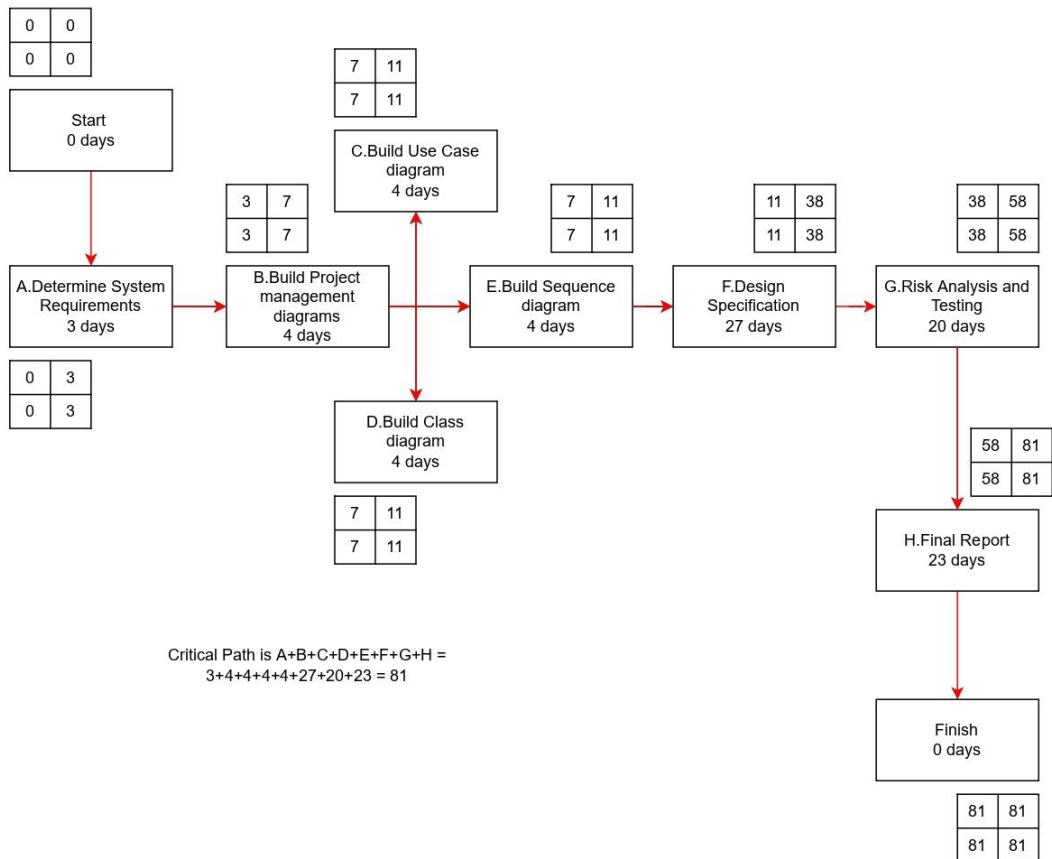 0 0
0 0
Start
0 days
7 11
7 11
C.Build Use Case
diagram
4 days
3 7
3 7
7 11
7 11
11 38
11 38
38 58
38 58
A.Determine System
Requirements
3 days
B.Build Project
management
diagrams
4 days
E.Build Sequence
diagram
4 days
F.Design
Specification
27 days
G.Risk Analysis and
Testing
20 days
0 3
0 3
D.Build Class
diagram
4 days
7 11
7 11
58 81
58 81
H.Final Report
23 days
Critical Path is A+B+C+D+E+F+G+H =
3+4+4+4+4+27+20+23 = 81
Finish
0 days
81 81
81 81